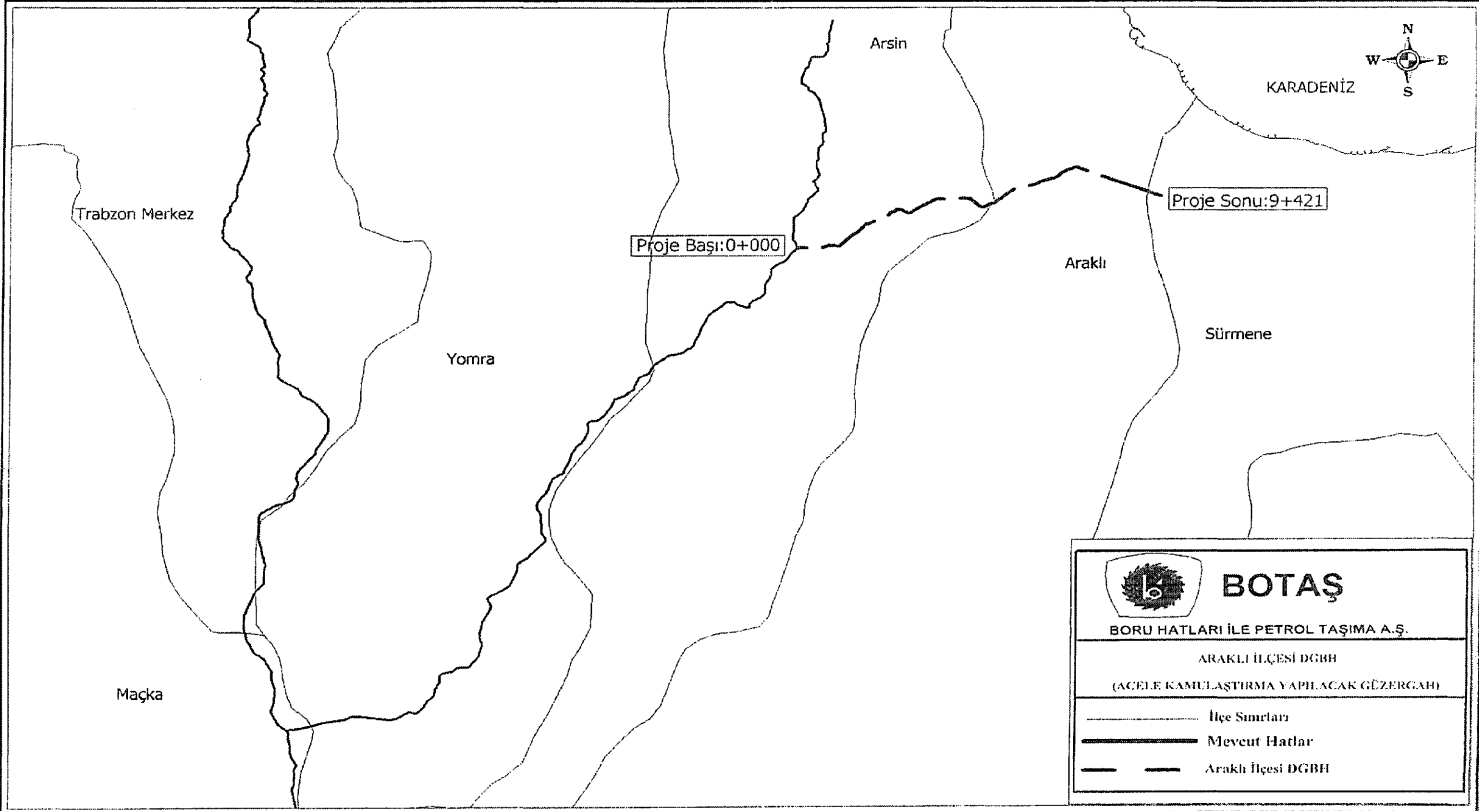 Arsin
N
W E
S
KARADENİZ
Trabzon Merkez
Proje Sonu:9+421
Proje Başı:0+000
Araklı
Sürmene
Yomra
Maçka
BOTAŞ
BORU HATLARI İLE PETROL TAŞIMA A.Ş.
ARAKLI İLÇESİ DGBH
(ACELE KAMULAŞTIRMA YAPILACAK GÜZERGAH)
İlçe Sınırları
Mevcut Hatlar
Araklı İlçesi DGBH